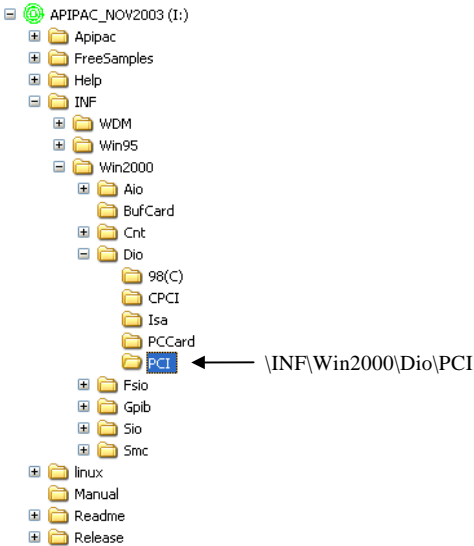 APIPAC_NOV2003 (I:)
Apipac
FreeSamples
Help
INF
WDM
Win95
Win2000
Aio
BufCard
Cnt
Dio
98(C)
CPCI
Isa
PCCard
PCI \INF\Win2000\Dio\PCI
Fsio
Gpib
Sio
Smc
linux
Manual
Readme
Release